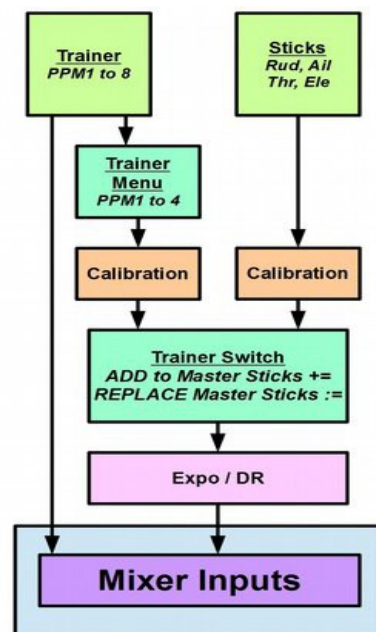 Trainer
PPM1 to 8
Sticks
Rud, Ail
Thr, Ele
Trainer
Menu
PPM1 to 4
Calibration
Calibration
Trainer Switch
ADD to Master Sticks +=
REPLACE Master Sticks :=
Expo / DR
Mixer Inputs